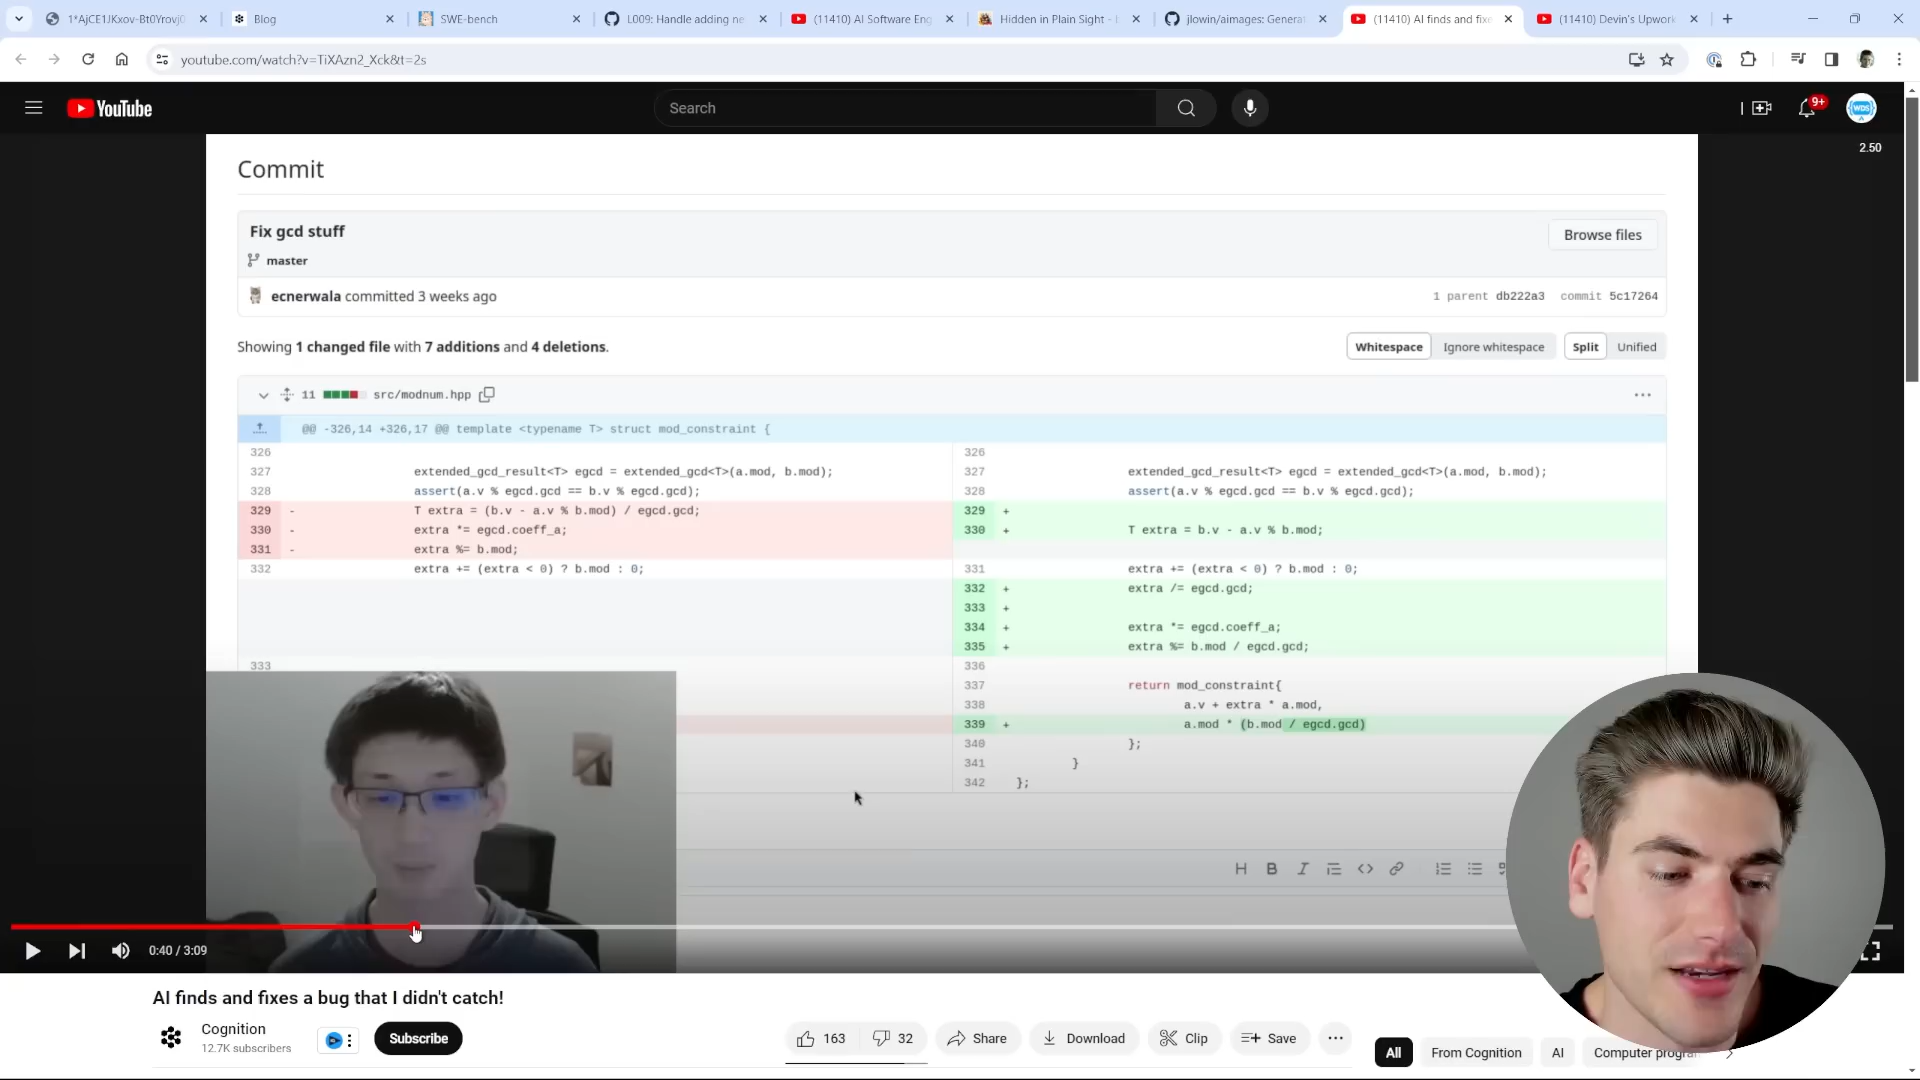 1*AjCE1JKxov-Bt0Yrovj0
Blog
SWE-bench
L009: Handle adding ne
(11410) AI Software Eng
Hidden in Plain Sight -
jlowin/aimages: Generat
(11410) AI finds and fixe
(11410) Devin's Upwork
youtube.com/watch?v=TiXAzn2_Xck&t=2s
YouTube
Search
9+
WDS
2.50
Commit
Fix gcd stuff
Browse files
master
ecnerwala committed 3 weeks ago
1 parent db222a3 commit 5c17264
Showing 1 changed file with 7 additions and 4 deletions.
Whitespace Ignore whitespace Split Unified
11 src/modnum.hpp
@@ -326,14 +326,17 @@ template <typename T> struct mod_constraint {
326
327 extended_gcd_result<T> egcd = extended_gcd<T>(a.mod, b.mod);
328 assert(a.v % egcd.gcd == b.v % egcd.gcd);
329 - T extra = (b.v - a.v % b.mod) / egcd.gcd;
330 - extra *= egcd.coeff_a;
331 - extra %= b.mod;
332 extra += (extra < 0) ? b.mod : 0;
333
326
327 extended_gcd_result<T> egcd = extended_gcd<T>(a.mod, b.mod);
328 assert(a.v % egcd.gcd == b.v % egcd.gcd);
329 +
330 + T extra = b.v - a.v % b.mod;
331 extra += (extra < 0) ? b.mod : 0;
332 + extra /= egcd.gcd;
333 +
334 + extra *= egcd.coeff_a;
335 + extra %= b.mod / egcd.gcd;
336
337 return mod_constraint{
338 a.v + extra * a.mod,
339 + a.mod * (b.mod / egcd.gcd)
340 };
341 }
342 };
H B I
0:40 / 3:09
AI finds and fixes a bug that I didn't catch!
Cognition
12.7K subscribers
Subscribe
163
32
Share
Download
Clip
Save
All
From Cognition
AI
Computer progra